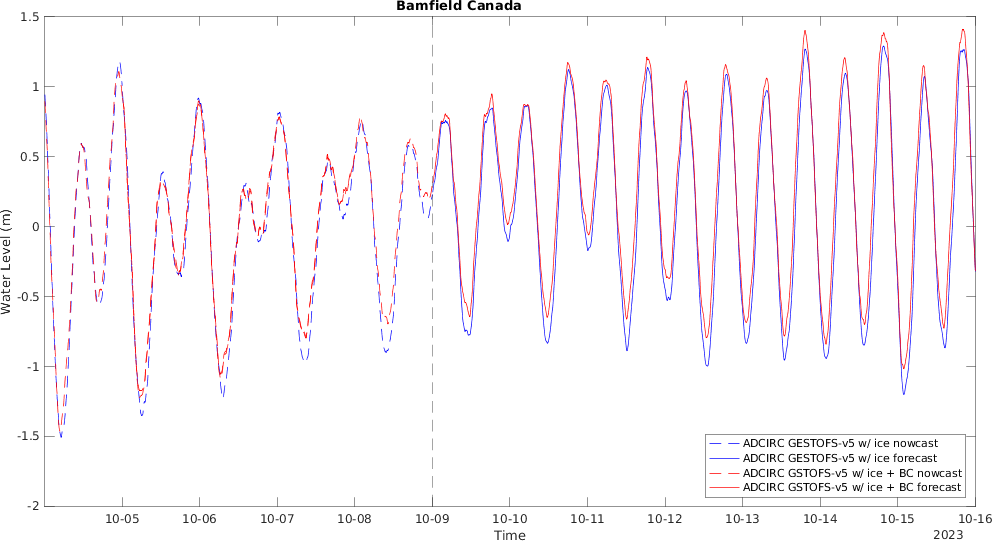 Bamfield Canada
1.5
1
0.5
0
-0.5
-1
-1.5
-2
Water Level (m)
10-05 10-06 10-07 10-08 10-09 10-10 10-11 10-12 10-13 10-14 10-15 10-16
Time
2023
ADCIRC GESTOFS-v5 w/ ice nowcast
ADCIRC GESTOFS-v5 w/ ice forecast
ADCIRC GSTOFS-v5 w/ ice + BC nowcast
ADCIRC GSTOFS-v5 w/ ice + BC forecast